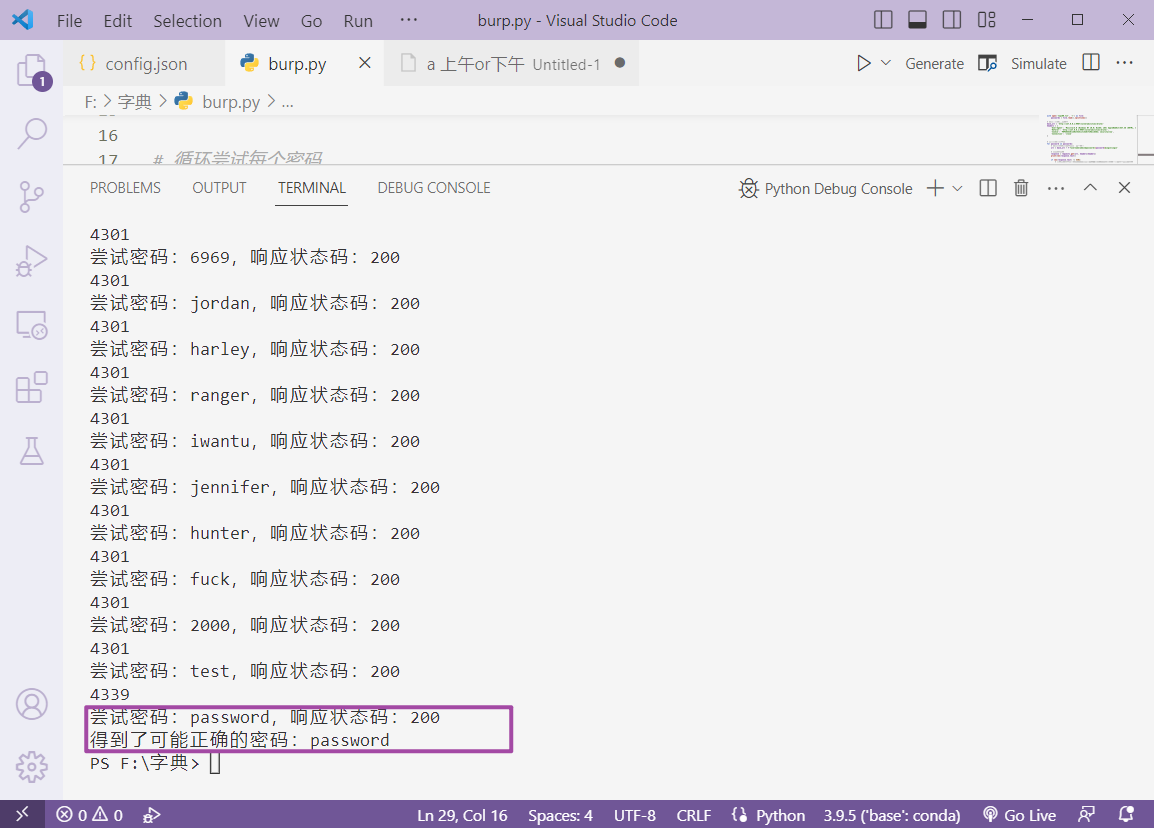 File Edit Selection View Go Run ··· burp.py - Visual Studio Code
{} config.json burp.py a 上午or下午 Untitled-1 Generate Simulate ···
F: > 字典 > burp.py > ...
16
17 # 循环尝试每个密码
PROBLEMS OUTPUT TERMINAL DEBUG CONSOLE Python Debug Console
1
4301
尝试密码: 6969, 响应状态码: 200
4301
尝试密码: jordan, 响应状态码: 200
4301
尝试密码: harley, 响应状态码: 200
4301
尝试密码: ranger, 响应状态码: 200
4301
尝试密码: iwantu, 响应状态码: 200
4301
尝试密码: jennifer, 响应状态码: 200
4301
尝试密码: hunter, 响应状态码: 200
4301
尝试密码: fuck, 响应状态码: 200
4301
尝试密码: 2000, 响应状态码: 200
4301
尝试密码: test, 响应状态码: 200
4339
尝试密码: password, 响应状态码: 200
得到了可能正确的密码: password
PS F:\字典>
0 0 Ln 29, Col 16 Spaces: 4 UTF-8 CRLF {} Python 3.9.5 ('base': conda) Go Live